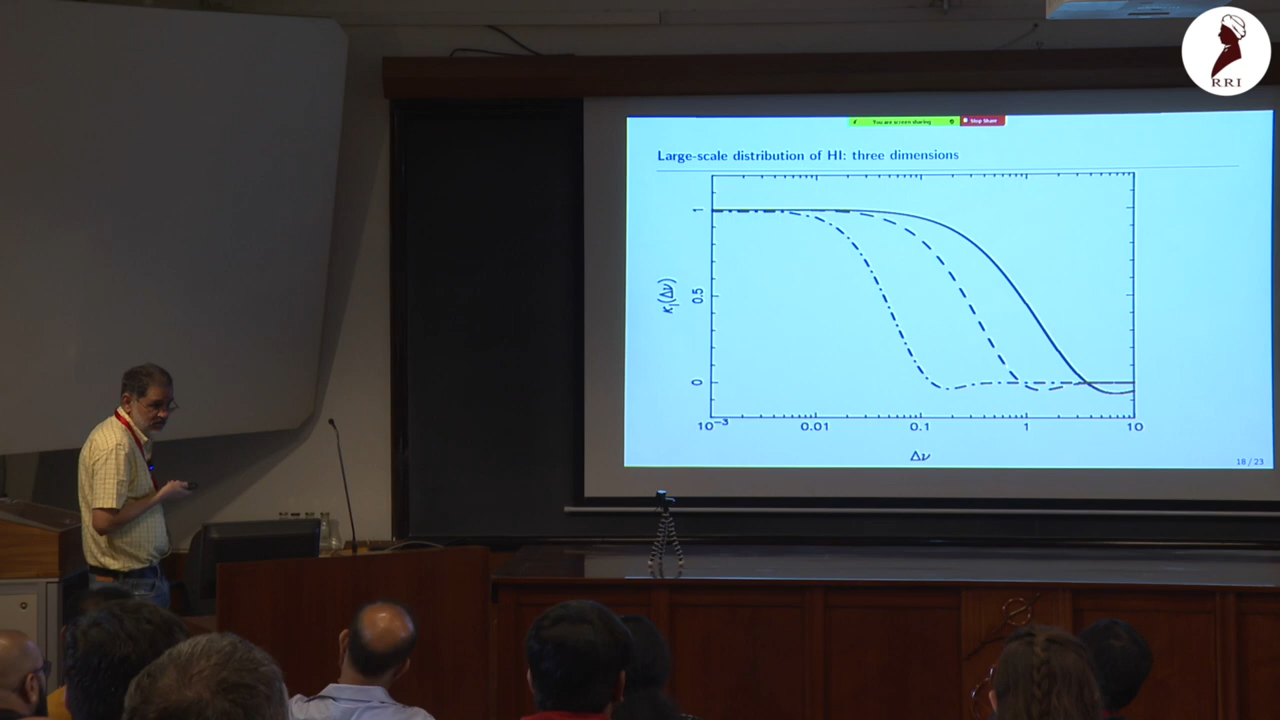 RRI
You are screen sharing
Stop Share
Large-scale distribution of HI: three dimensions
1
0.5
0
κl(Δν)
10⁻³ 0.01 0.1 1 10
Δν
18 / 23